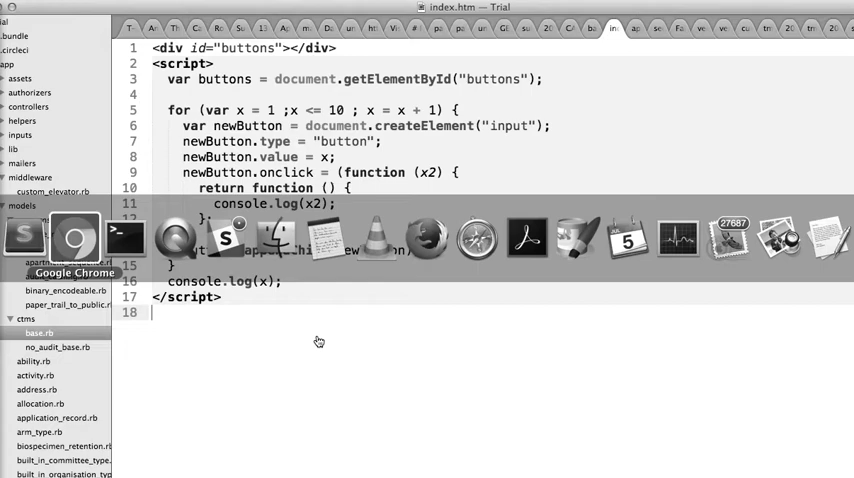 index.htm — Trial
ial
.bundle
.circleci
app
assets
authorizers
controllers
helpers
inputs
lib
mailers
middleware
custom_elevator.rb
models
binary_encodeable.rb
paper_trail_to_public.r
ctms
base.rb
no_audit_base.rb
ability.rb
activity.rb
address.rb
allocation.rb
application_record.rb
arm_type.rb
biospecimen_retention.r
built_in_committee_type.
built_in_organisation_typ
1 <div id="buttons"></div>
2 <script>
3 var buttons = document.getElementById("buttons");
4
5 for (var x = 1 ;x <= 10 ; x = x + 1) {
6 var newButton = document.createElement("input");
7 newButton.type = "button";
8 newButton.value = x;
9 newButton.onclick = (function (x2) {
10 return function () {
11 console.log(x2);
12 };
15 }
16 console.log(x);
17 </script>
18
5
27687
Google Chrome